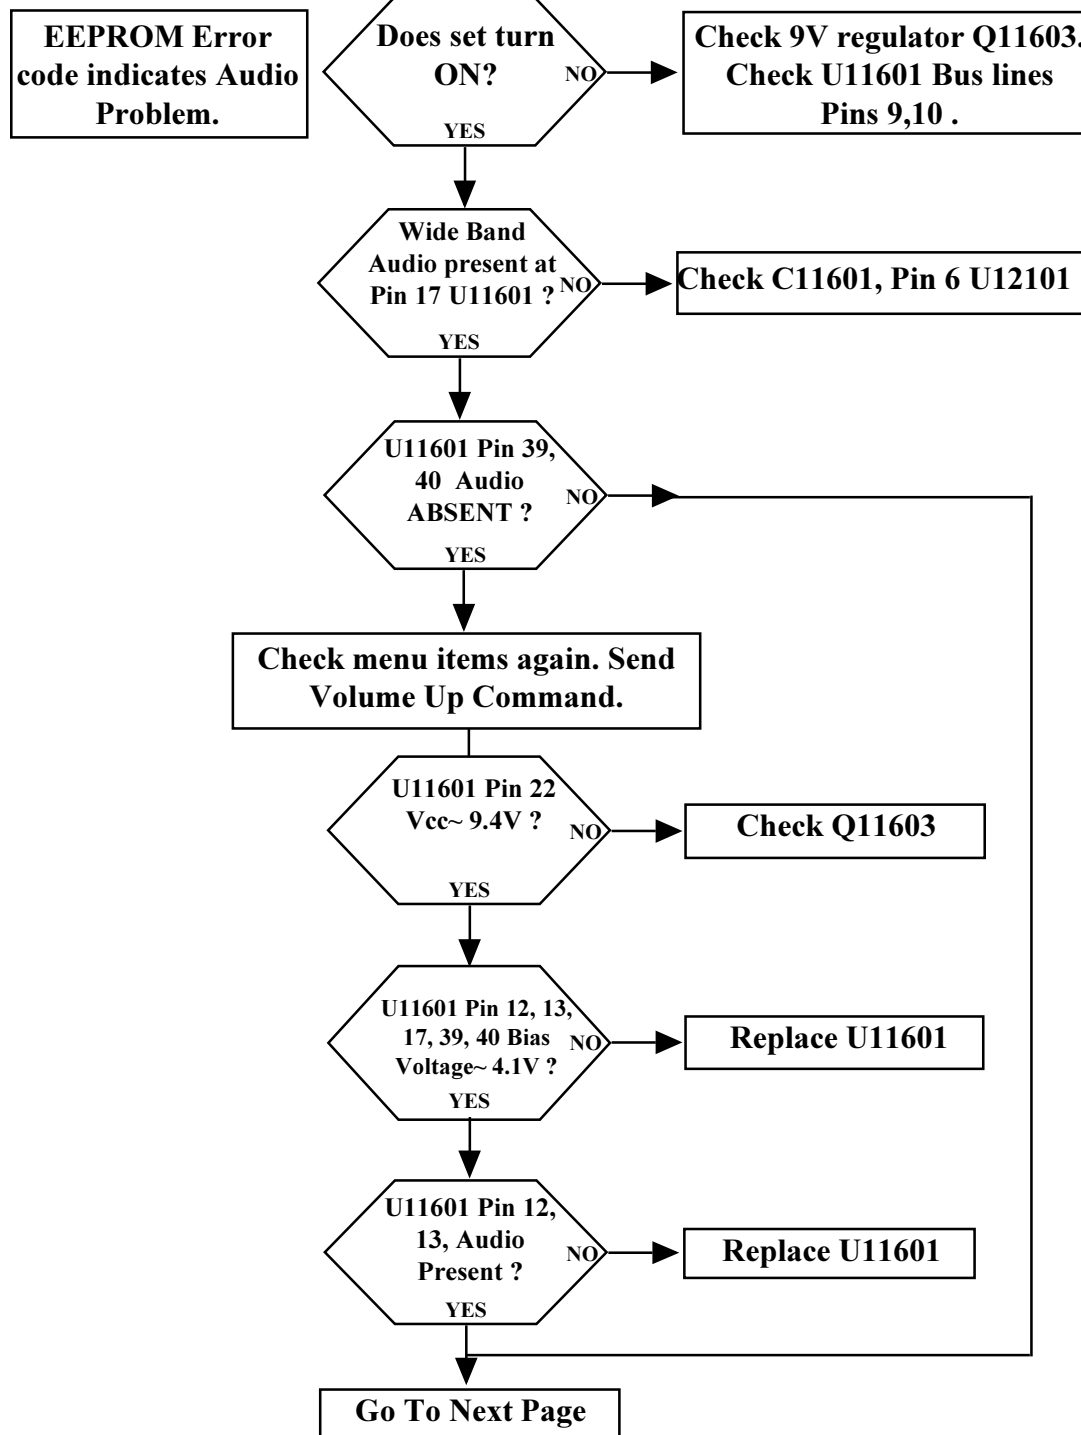 EEPROM Error
code indicates Audio
Problem.
Does set turn
ON?
NO
YES
Check 9V regulator Q11603.
Check U11601 Bus lines
Pins 9,10 .
Wide Band
Audio present at
Pin 17 U11601 ?
NO
YES
Check C11601, Pin 6 U12101
U11601 Pin 39,
40 Audio
ABSENT ?
NO
YES
Check menu items again. Send
Volume Up Command.
U11601 Pin 22
Vcc~ 9.4V ?
NO
YES
Check Q11603
U11601 Pin 12, 13,
17, 39, 40 Bias
Voltage~ 4.1V ?
NO
YES
Replace U11601
U11601 Pin 12,
13, Audio
Present ?
NO
YES
Replace U11601
Go To Next Page